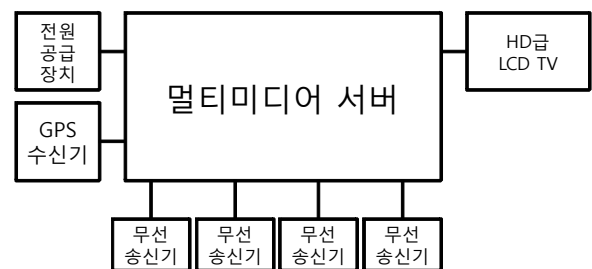 전원
공급
장치
멀티미디어 서버
HD급
LCD TV
GPS
수신기
무선
송신기
무선
송신기
무선
송신기
무선
송신기